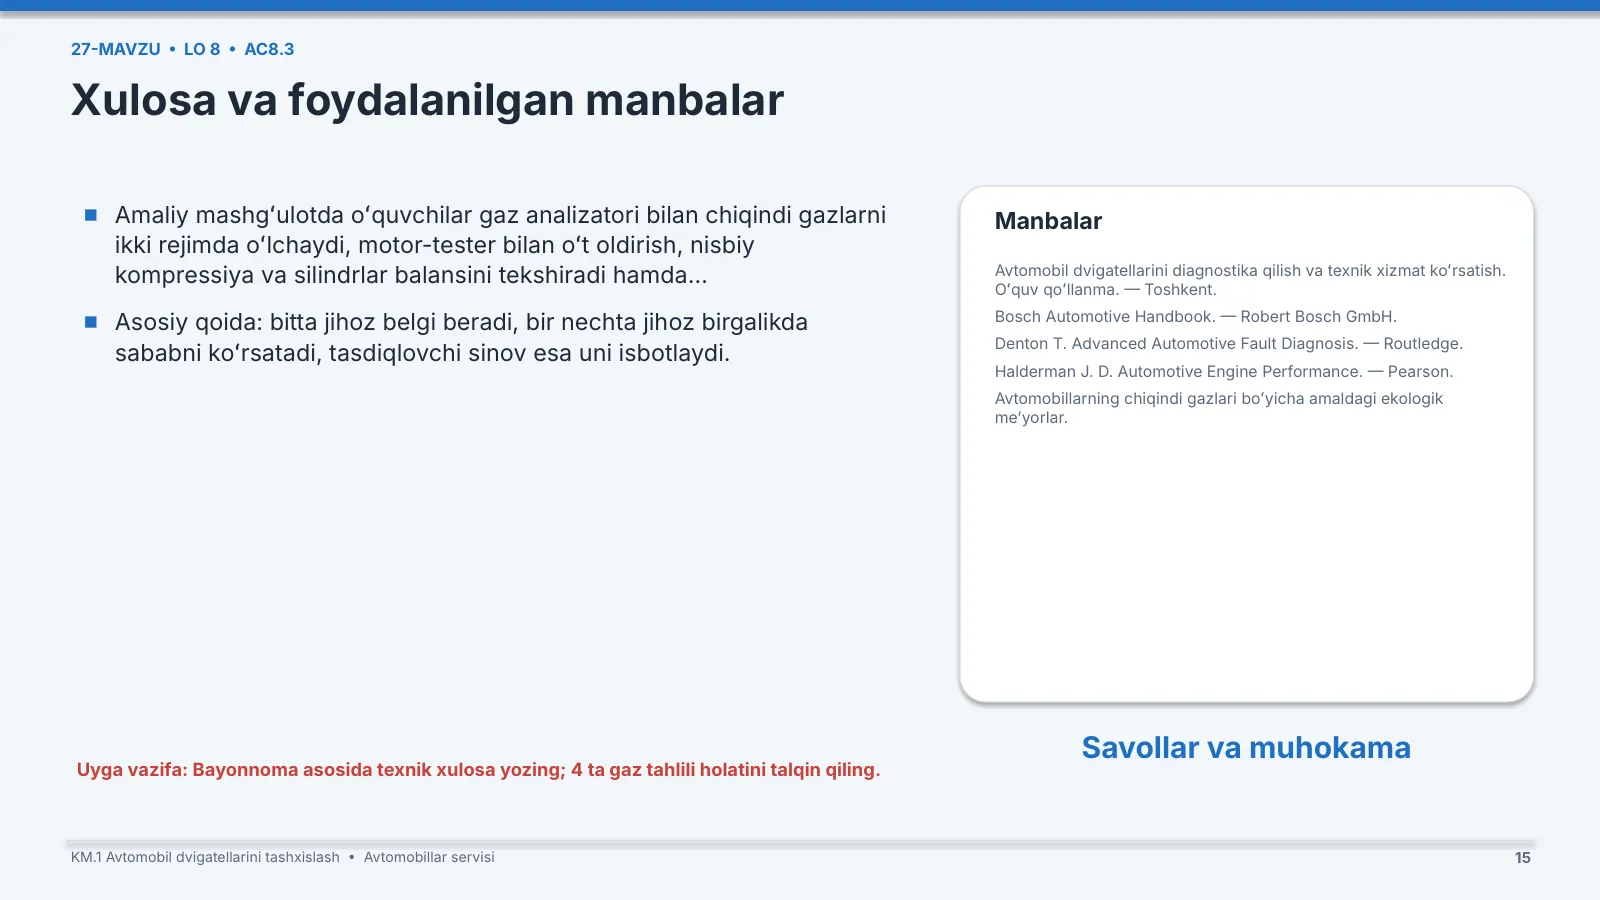 27-MAVZU • LO 8 • AC8.3
Xulosa va foydalanilgan manbalar
Amaliy mashgʻulotda oʻquvchilar gaz analizatori bilan chiqindi gazlarni
ikki rejimda oʻlchaydi, motor-tester bilan oʻt oldirish, nisbiy
kompressiya va silindrlar balansini tekshiradi hamda...
Asosiy qoida: bitta jihoz belgi beradi, bir nechta jihoz birgalikda
sababni koʻrsatadi, tasdiqlovchi sinov esa uni isbotlaydi.
Uyga vazifa: Bayonnoma asosida texnik xulosa yozing; 4 ta gaz tahlili holatini talqin qiling.
Manbalar
Avtomobil dvigatellarini diagnostika qilish va texnik xizmat koʻrsatish.
Oʻquv qoʻllanma. — Toshkent.
Bosch Automotive Handbook. — Robert Bosch GmbH.
Denton T. Advanced Automotive Fault Diagnosis. — Routledge.
Halderman J. D. Automotive Engine Performance. — Pearson.
Avtomobillarning chiqindi gazlari boʻyicha amaldagi ekologik
meʼyorlar.
Savollar va muhokama
KM.1 Avtomobil dvigatellarini tashxislash • Avtomobillar servisi
15